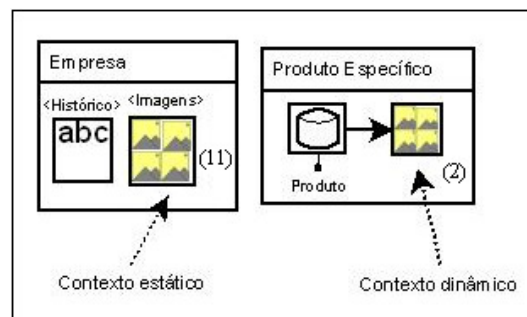 Empresa
<Histórico> <Imagens>
abc
(11)
Contexto estático
Produto Específico
Produto
(2)
Contexto dinâmico